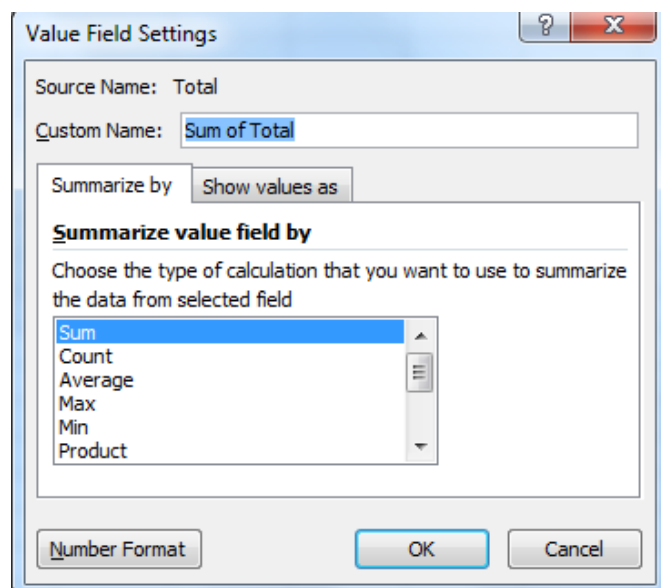 Value Field Settings
Source Name: Total
Custom Name: Sum of Total
Summarize by Show values as
Summarize value field by
Choose the type of calculation that you want to use to summarize
the data from selected field
Sum
Count
Average
Max
Min
Product
Number Format OK Cancel